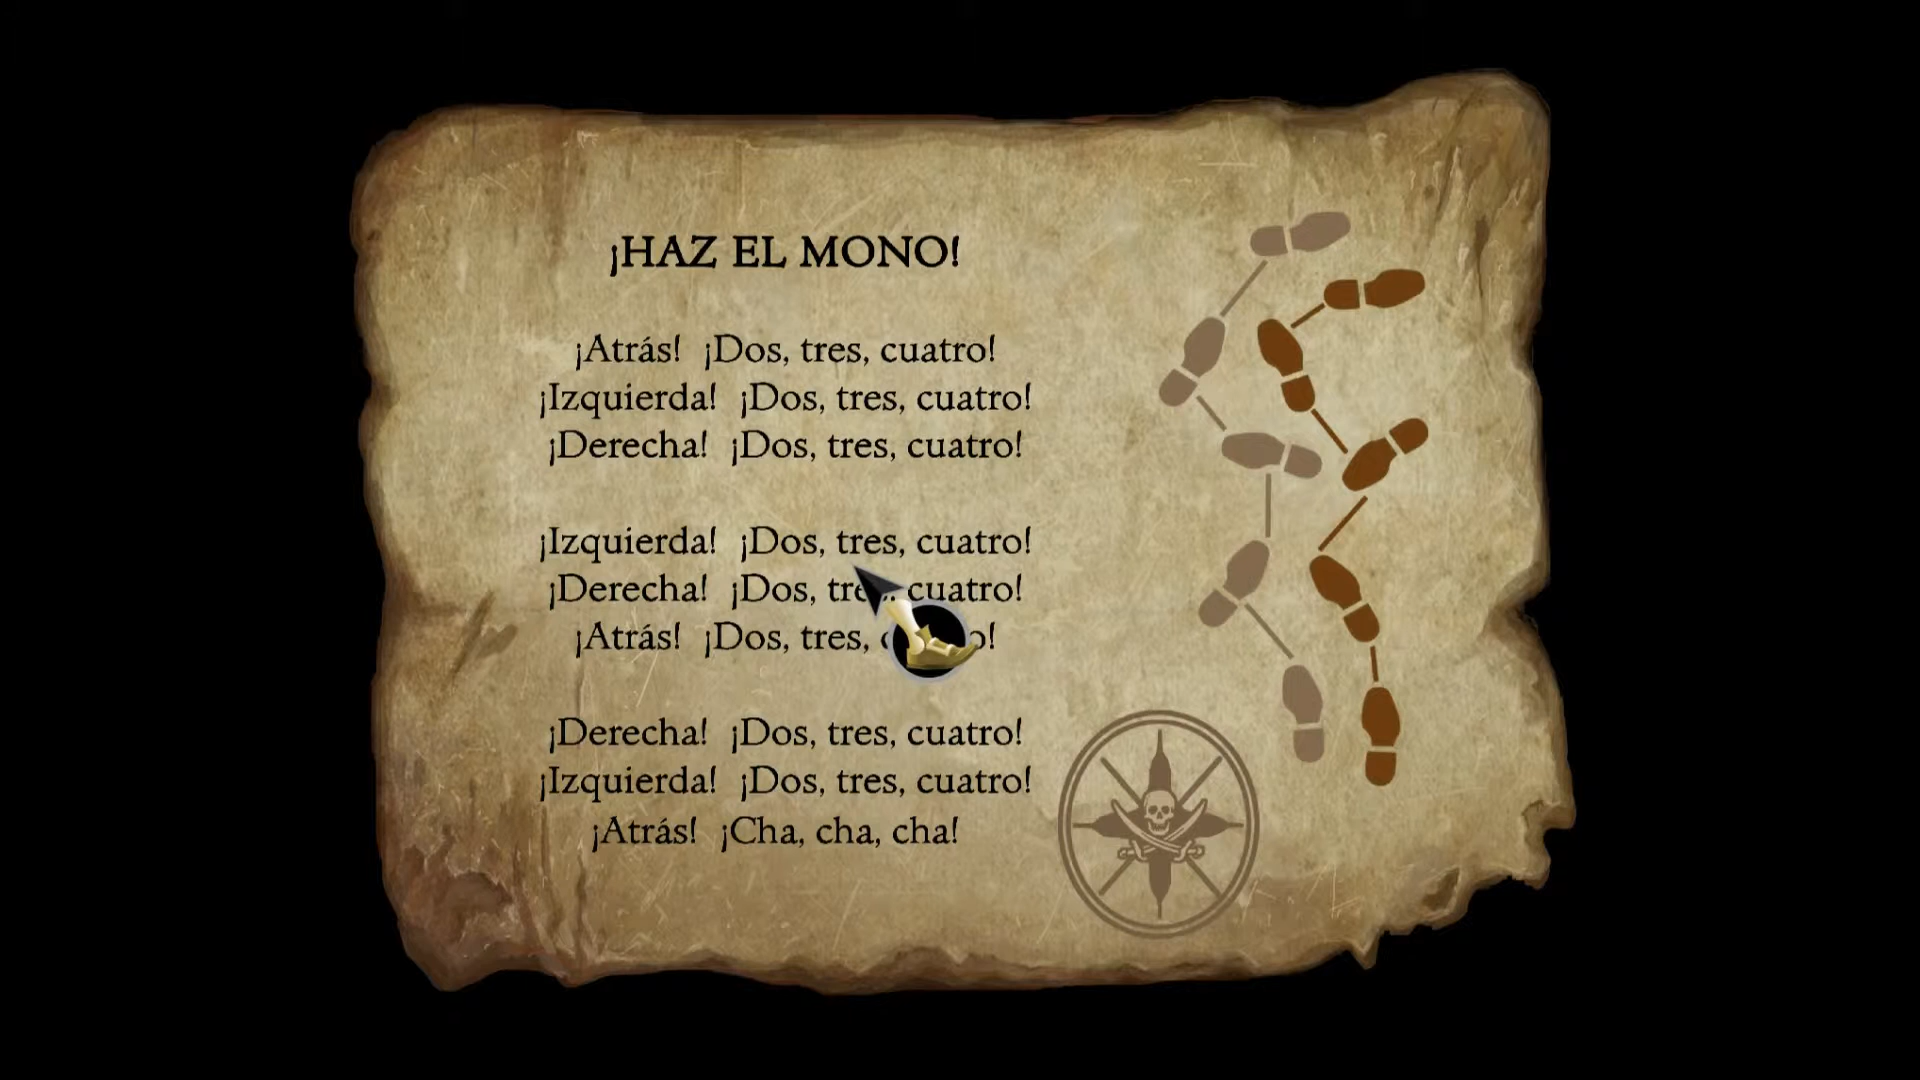 ¡HAZ EL MONO!
¡Atrás! ¡Dos, tres, cuatro!
¡Izquierda! ¡Dos, tres, cuatro!
¡Derecha! ¡Dos, tres, cuatro!
¡Izquierda! ¡Dos, tres, cuatro!
¡Derecha! ¡Dos, tres, cuatro!
¡Atrás! ¡Dos, tres,
¡Derecha! ¡Dos, tres, cuatro!
¡Izquierda! ¡Dos, tres, cuatro!
¡Atrás! ¡Cha, cha, cha!